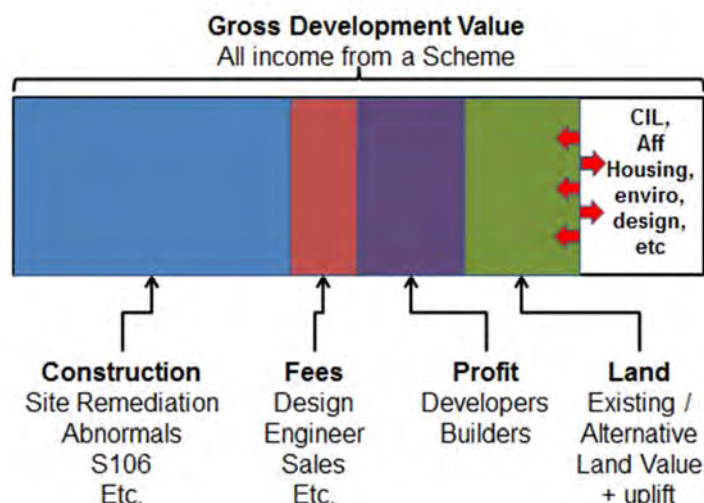 Gross Development Value
All income from a Scheme
CIL,
Aff
Housing,
enviro,
design,
etc
Construction
Site Remediation
Abnormals
S106
Etc.
Fees
Design
Engineer
Sales
Etc.
Profit
Developers
Builders
Land
Existing /
Alternative
Land Value
+ uplift